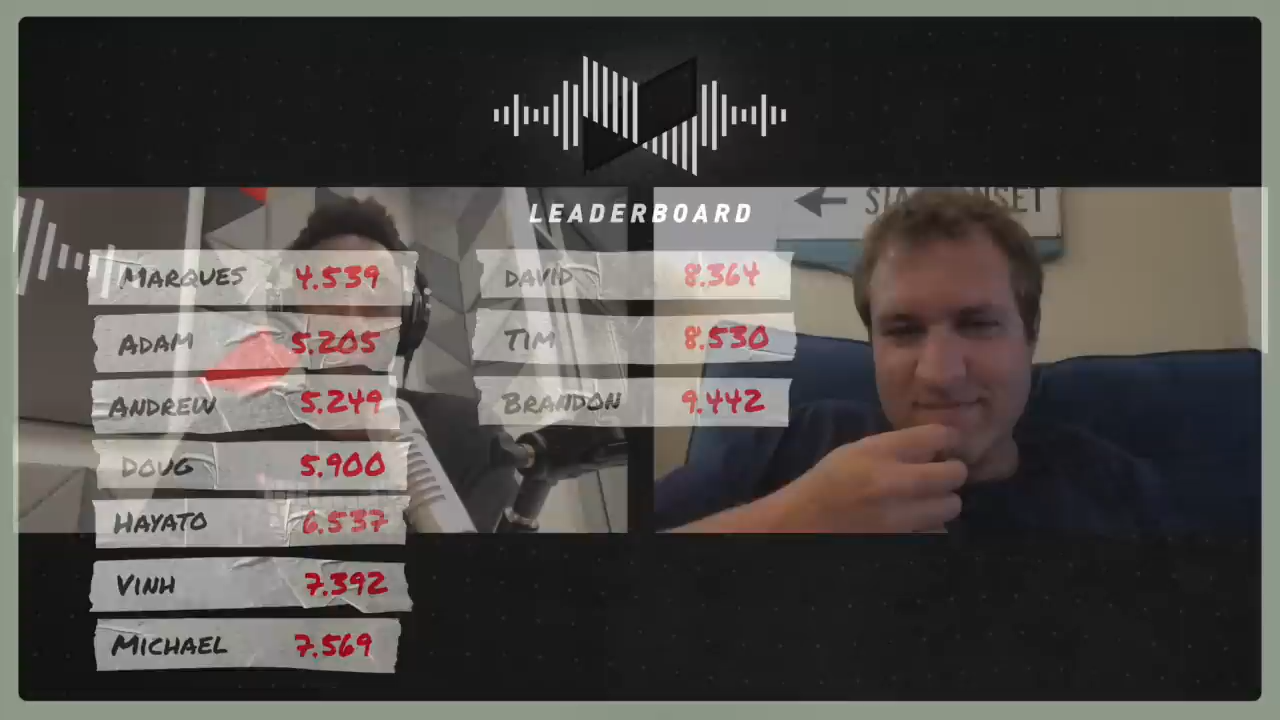 LEADERBOARD
MARQUES 4.539
ADAM 5.205
ANDREW 5.249
DOUG 5.900
HAYATO 6.537
VINH 7.392
MICHAEL 7.569
DAVID 8.364
TIM 8.530
BRANDON 9.442